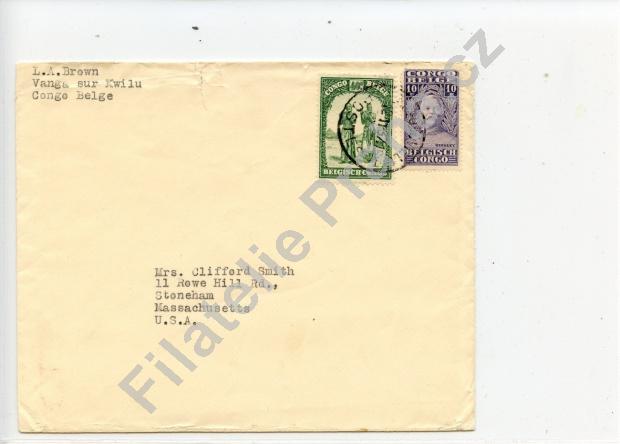 L.A.Brown
Vanga sur Kwilu
Congo Belge
CONGO BELGE
BELGISCH CONGO
CONGO
BELGE
10 10
STANLEY
BELGISCH
CONGO
Mrs. Clifford Smith
11 Rowe Hill Rd.,
Stoneham
Massachusetts
U.S.A.